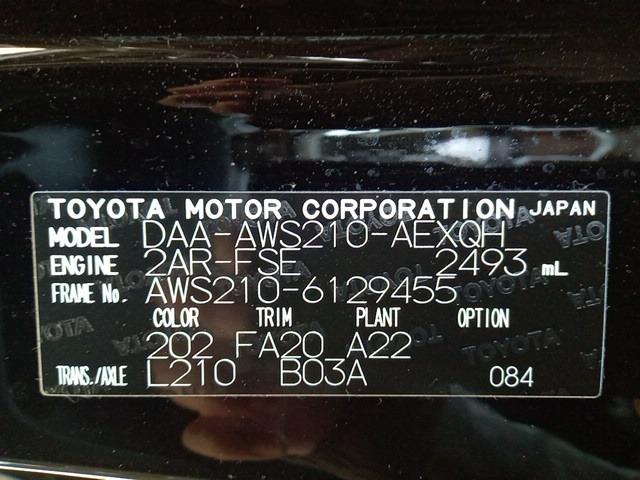 TOYOTA MOTOR CORPORATION JAPAN
MODEL DAA-AWS210-AEXQH
ENGINE 2AR-FSE 2493 mL
FRAME No. AWS210-6129455
COLOR TRIM PLANT OPTION
202 FA20 A22
TRANS./AXLE L210 B03A 084